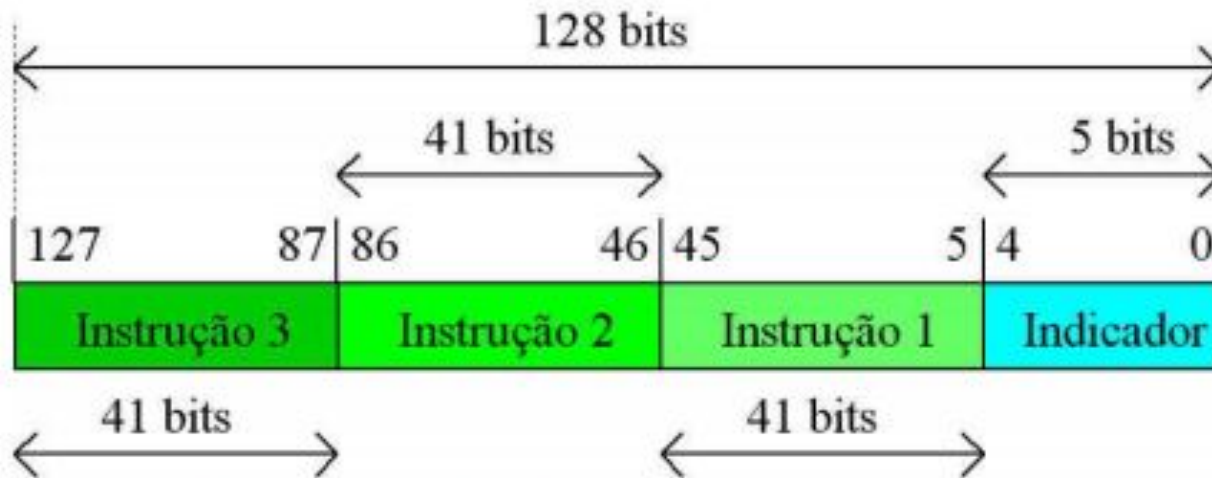 128 bits
41 bits 5 bits
127 87 86 46 45 5 4 0
Instrução 3 Instrução 2 Instrução 1 Indicador
41 bits 41 bits